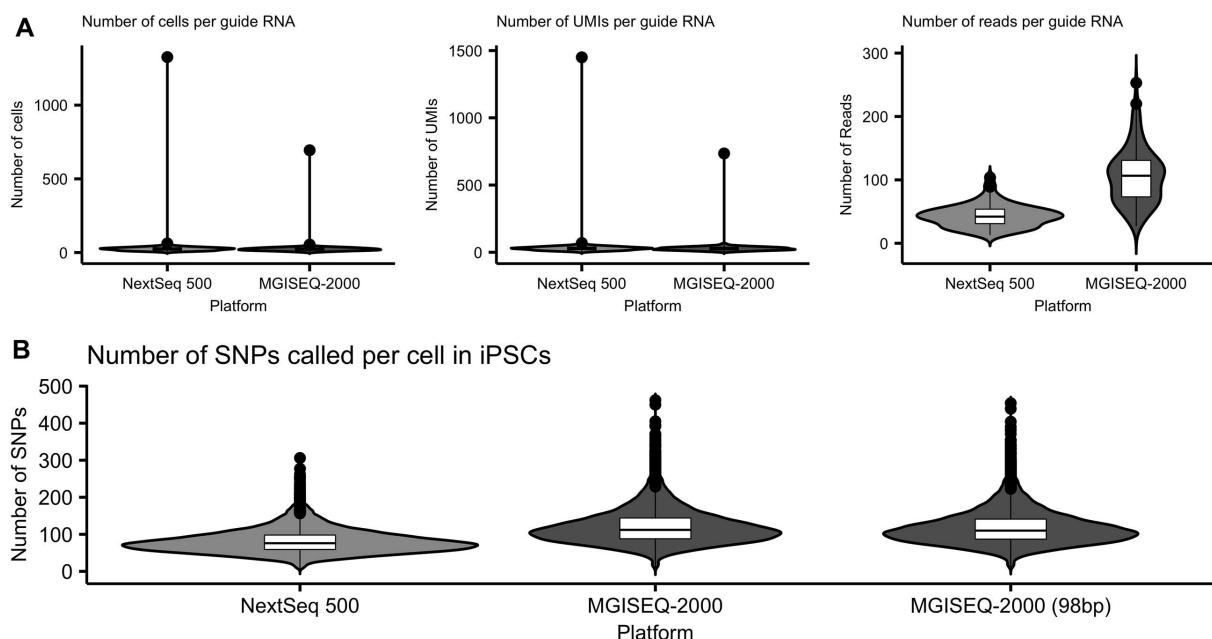 A
Number of cells per guide RNA
Number of cells
1000
500
0
NextSeq 500 MGISEQ-2000
Platform
Number of UMIs per guide RNA
Number of UMIs
1500
1000
500
0
NextSeq 500 MGISEQ-2000
Platform
Number of reads per guide RNA
Number of Reads
300
200
100
0
NextSeq 500 MGISEQ-2000
Platform
B
Number of SNPs called per cell in iPSCs
Number of SNPs
500
400
300
200
100
0
NextSeq 500 MGISEQ-2000 MGISEQ-2000 (98bp)
Platform